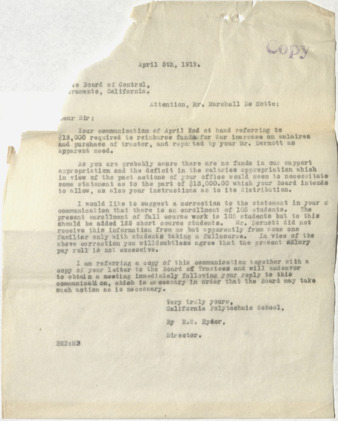 Copy
April 5th, 1919.
Board of Control,
Sacramento, California.
Attention, Mr. Marshall De Motte:
Dear Sir:
Your communication of April 2nd at hand referring to
$13,000 required to reimburse funds for our increase on salaries
and purchase of tractor, and reported by your Mr. Dermott as
apparent need.
As you are probably aware there are no funds in our support
appropriation and the deficit in the salaries appropriation which
in view of the past actions of your office would seem to necessitate
some statement as to the part of $13,000.00 which your board intends
to allow, as also your instructions as to its distribution.
I would like to suggest a correction to the statement in your
communication that there is an enrollment of 106 students. The
present enrollment of full course work is 106 students but to this
should be added 125 short course students. Mr. Dermott did not
receive this information from me but apparently from some one
familiar only with students taking a full course. In view of the
above correction you will doubtless agree that the present salary
pay roll is not excessive.
I am referring a copy of this communication together with a
copy of your letter to the Board of Trustees and will endeavor
to obtain a meeting immediately following your reply to this
communication, which is necessary in order that the board may take
such action as is necessary.
Very truly yours,
California Polytechnic School,
By R.W. Ryder,
Director.